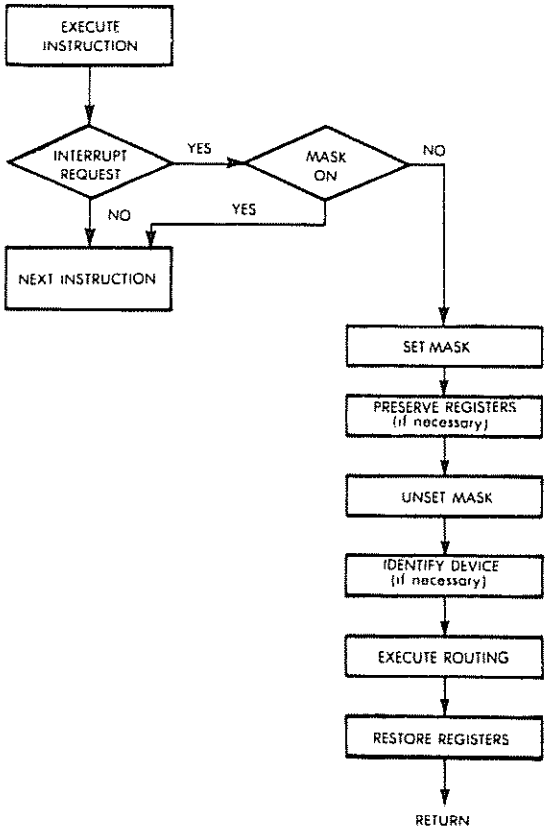 EXECUTE
INSTRUCTION
INTERRUPT
REQUEST
YES
MASK
ON
NO
NO
YES
NEXT INSTRUCTION
SET MASK
PRESERVE REGISTERS
(if necessary)
UNSET MASK
IDENTIFY DEVICE
(if necessary)
EXECUTE ROUTING
RESTORE REGISTERS
RETURN